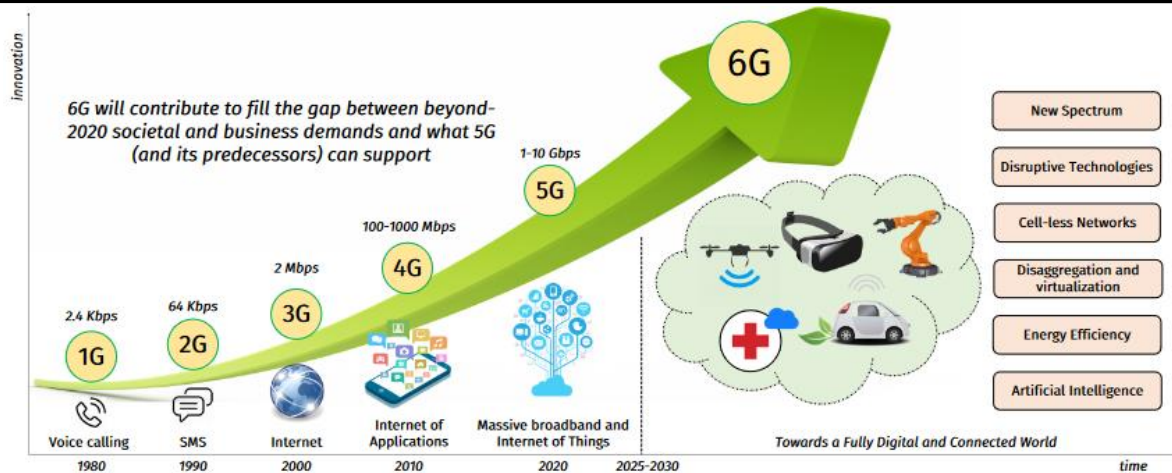 innovation
6G will contribute to fill the gap between beyond-
2020 societal and business demands and what 5G
(and its predecessors) can support
2.4 Kbps
1G
Voice calling
1980
64 Kbps
2G
SMS
1990
2 Mbps
3G
Internet
2000
100-1000 Mbps
4G
Internet of
Applications
2010
1-10 Gbps
5G
Massive broadband and
Internet of Things
2020
6G
2025-2030
Towards a Fully Digital and Connected World
time
New Spectrum
Disruptive Technologies
Cell-less Networks
Disaggregation and
virtualization
Energy Efficiency
Artificial Intelligence